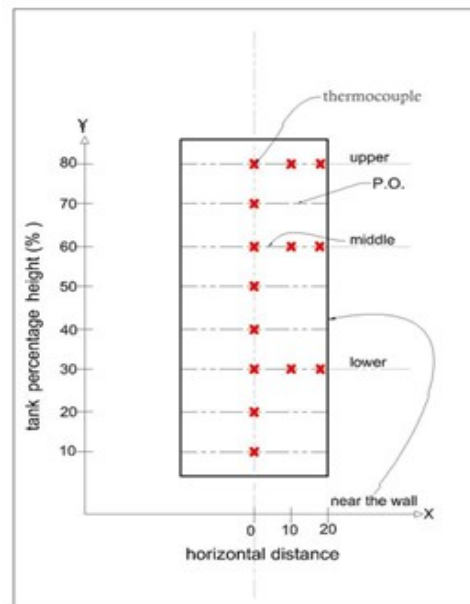 thermocouple
Y
80
upper
P.O.
70
60
middle
50
40
30
lower
20
10
tank percentage height (%)
near the wall
X
0 10 20
horizontal distance